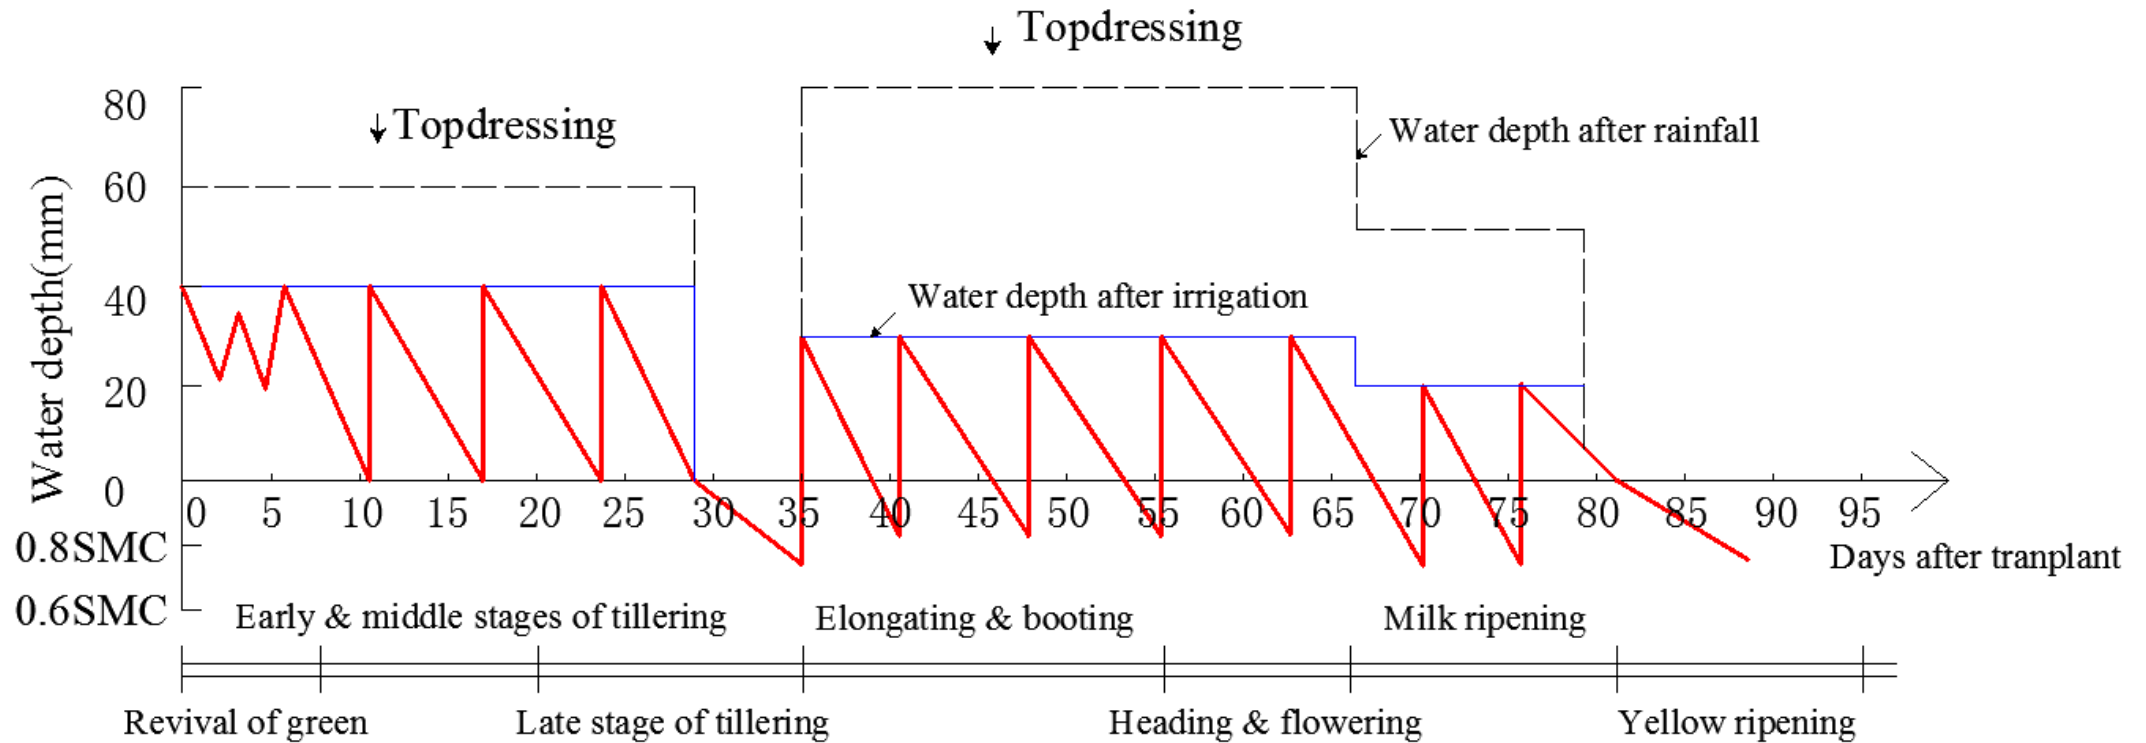 Topdressing
Topdressing
Water depth after rainfall
Water depth after irrigation
Water depth(mm)
80
60
40
20
0
0.8SMC
0.6SMC
0 5 10 15 20 25 30 35 40 45 50 55 60 65 70 75 80 85 90 95
Days after tranplant
Early & middle stages of tillering
Elongating & booting
Milk ripening
Revival of green
Late stage of tillering
Heading & flowering
Yellow ripening